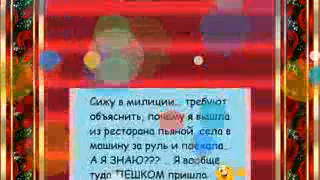 Сижу в милиции... требуют
объяснить, почему я вышла
из ресторана пьяной, села в
машину за руль и поехала...
А Я ЗНАЮ??? ... Я вообще
туда ПЕШКОМ пришла